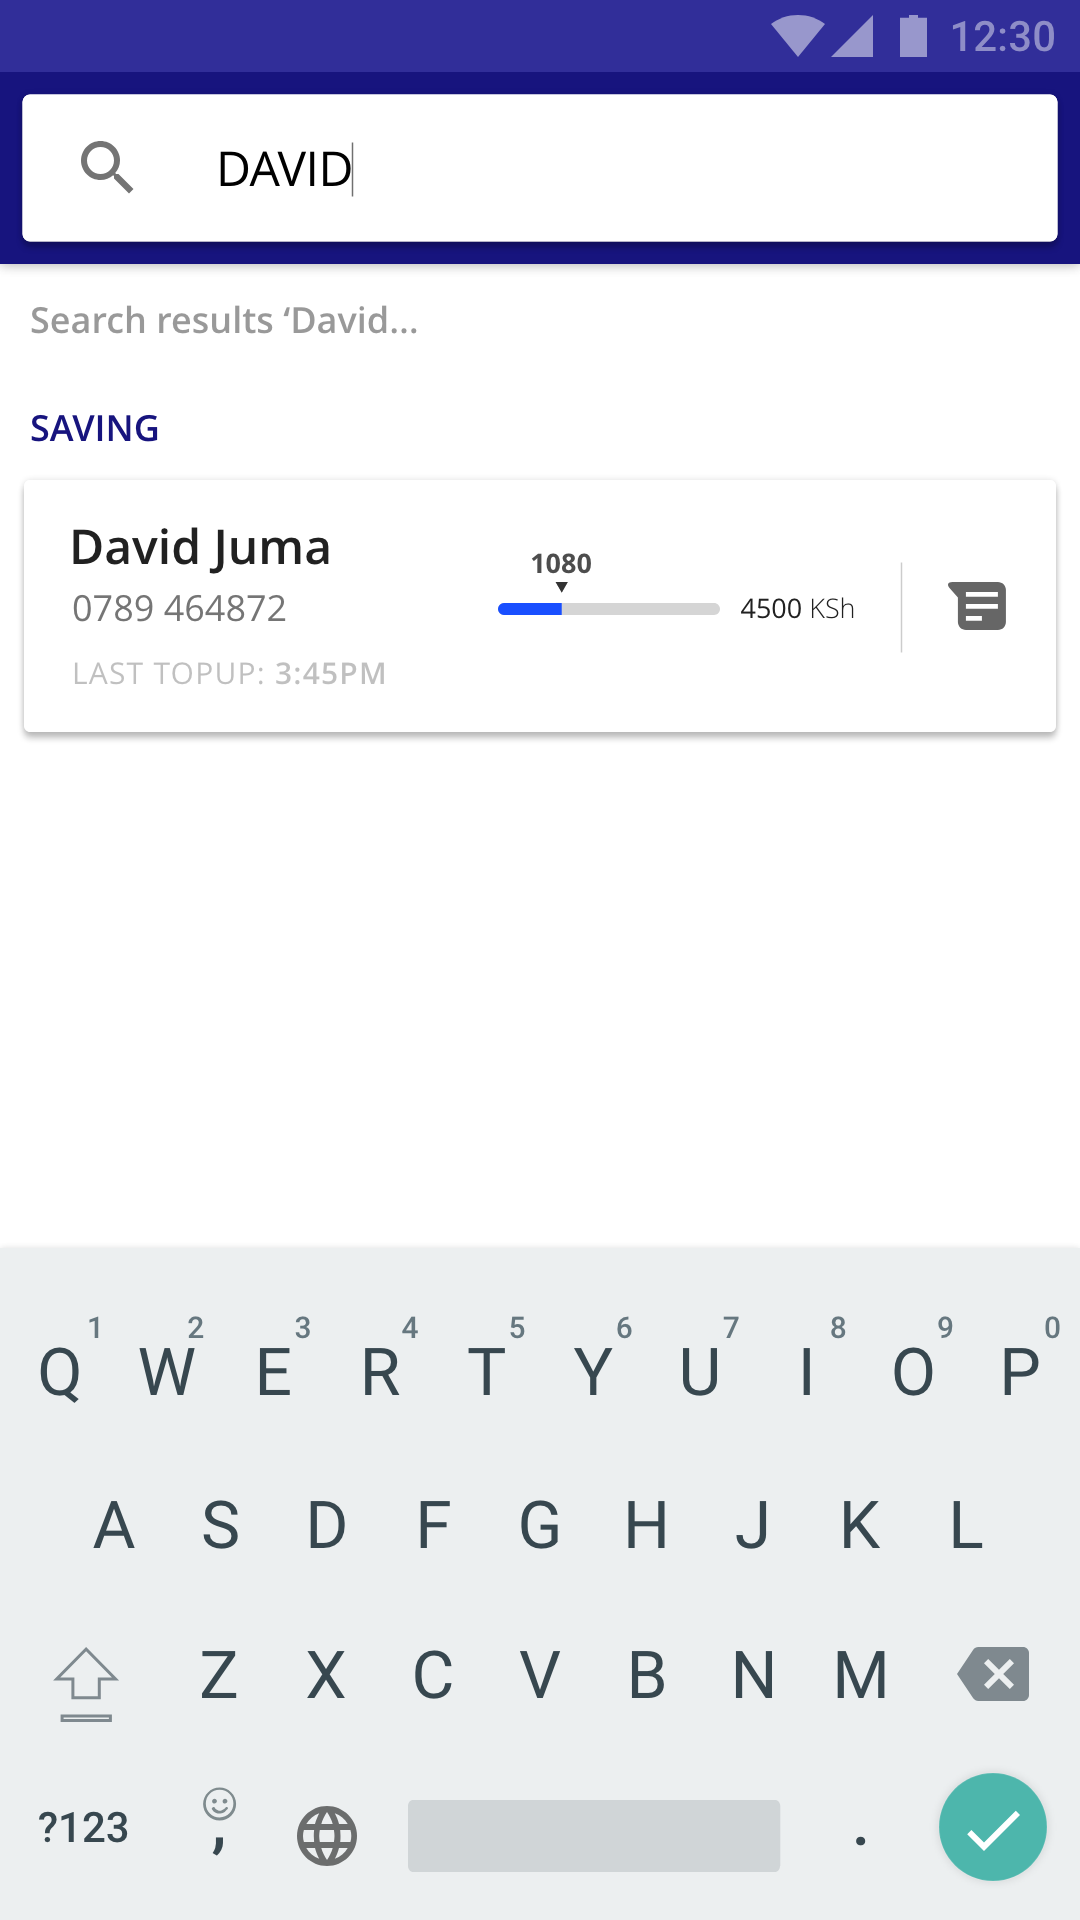 12:30
DAVID
Search results ‘David...
SAVING
David Juma
1080
0789 464872
4500 KSh
LAST TOPUP: 3:45PM
1 2 3 4 5 6 7 8 9 0
Q W E R T Y U I O P
A S D F G H J K L
Z X C V B N M
?123 , .